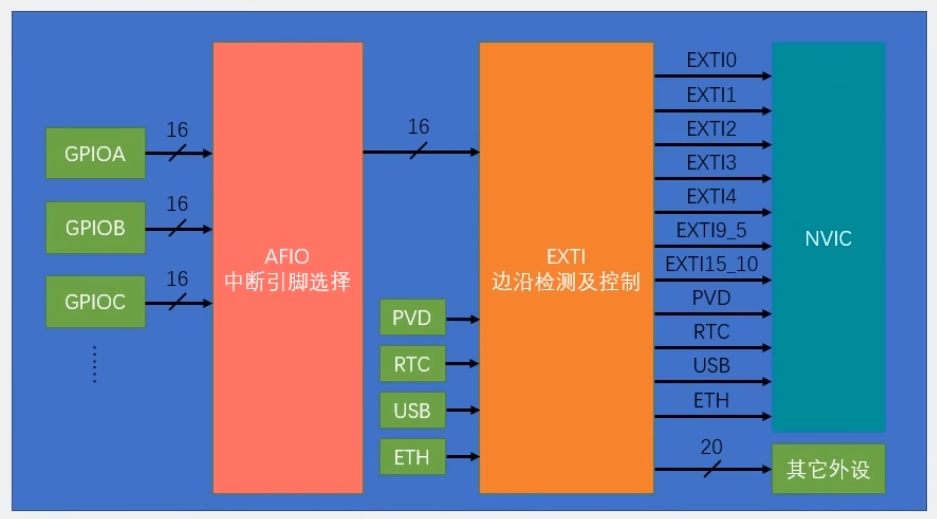 GPIOA
16
GPIOB
16
GPIOC
16
AFIO
中断引脚选择
16
PVD
RTC
USB
ETH
EXTI
边沿检测及控制
EXTI0
EXTI1
EXTI2
EXTI3
EXTI4
EXTI9_5
EXTI15_10
PVD
RTC
USB
ETH
20
NVIC
其它外设